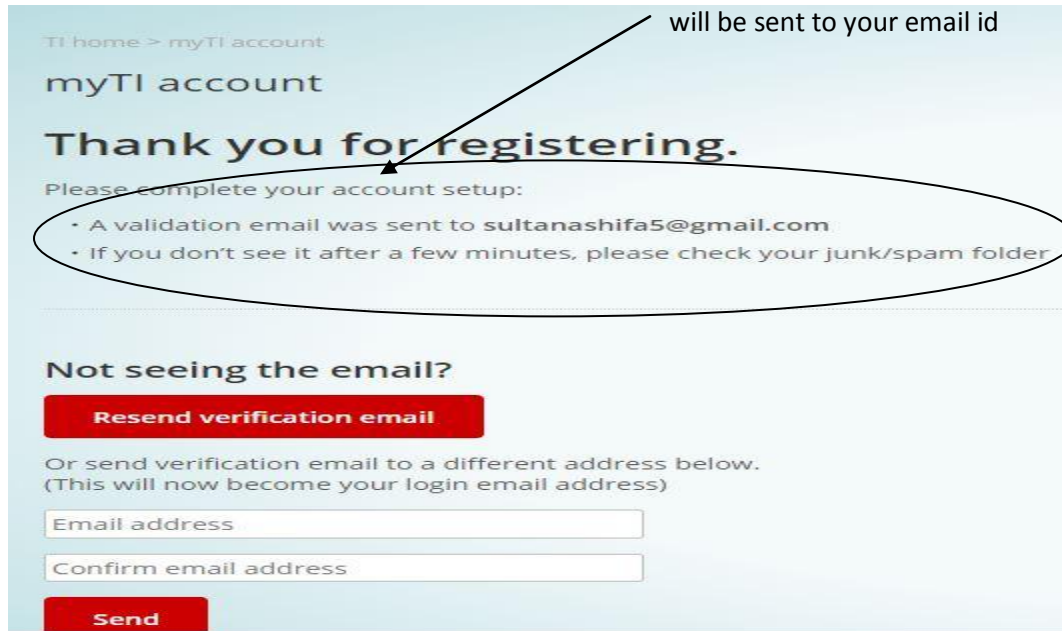 will be sent to your email id
TI home > myTI account
myTI account
Thank you for registering.
Please complete your account setup:
• A validation email was sent to sultanashifa5@gmail.com
• If you don't see it after a few minutes, please check your junk/spam folder
Not seeing the email?
Resend verification email
Or send verification email to a different address below.
(This will now become your login email address)
Email address
Confirm email address
Send